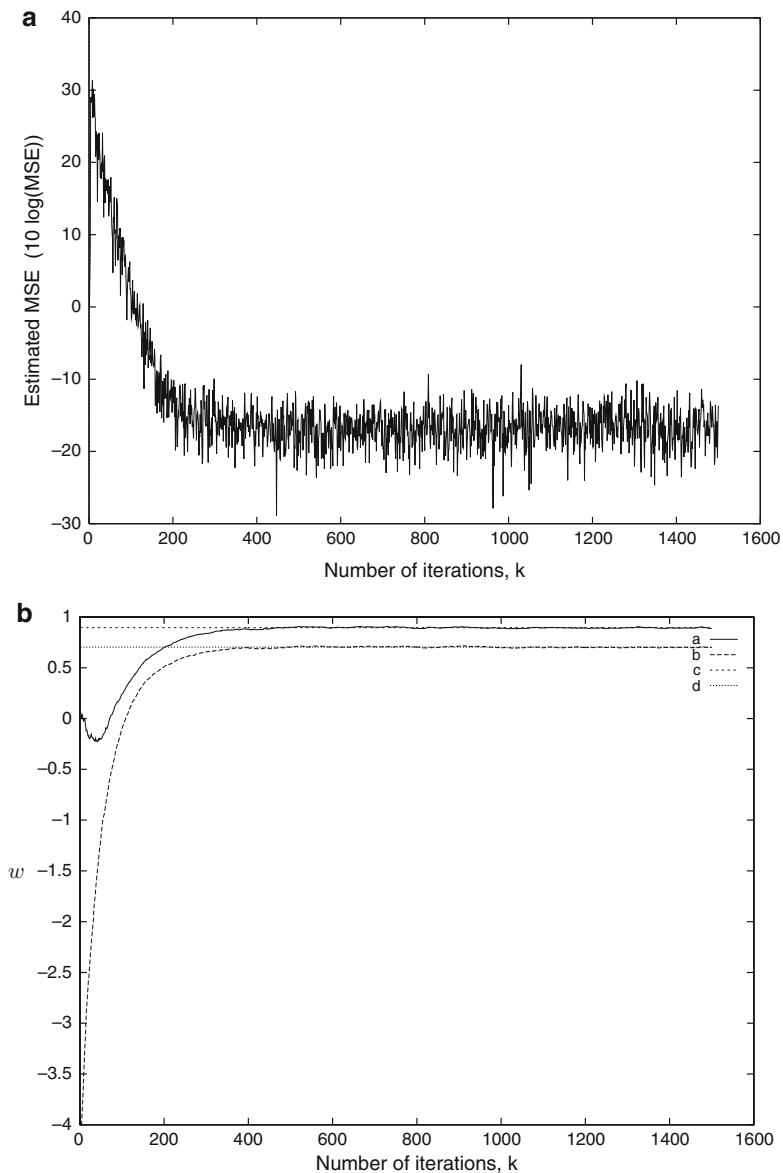 a
40
30
20
10
0
−10
−20
−30
Estimated MSE (10 log(MSE))
0 200 400 600 800 1000 1200 1400 1600
Number of iterations, k
b
1
0.5
0
−0.5
−1
−1.5
−2
−2.5
−3
−3.5
−4
w
a
b
c
d
0 200 400 600 800 1000 1200 1400 1600
Number of iterations, k